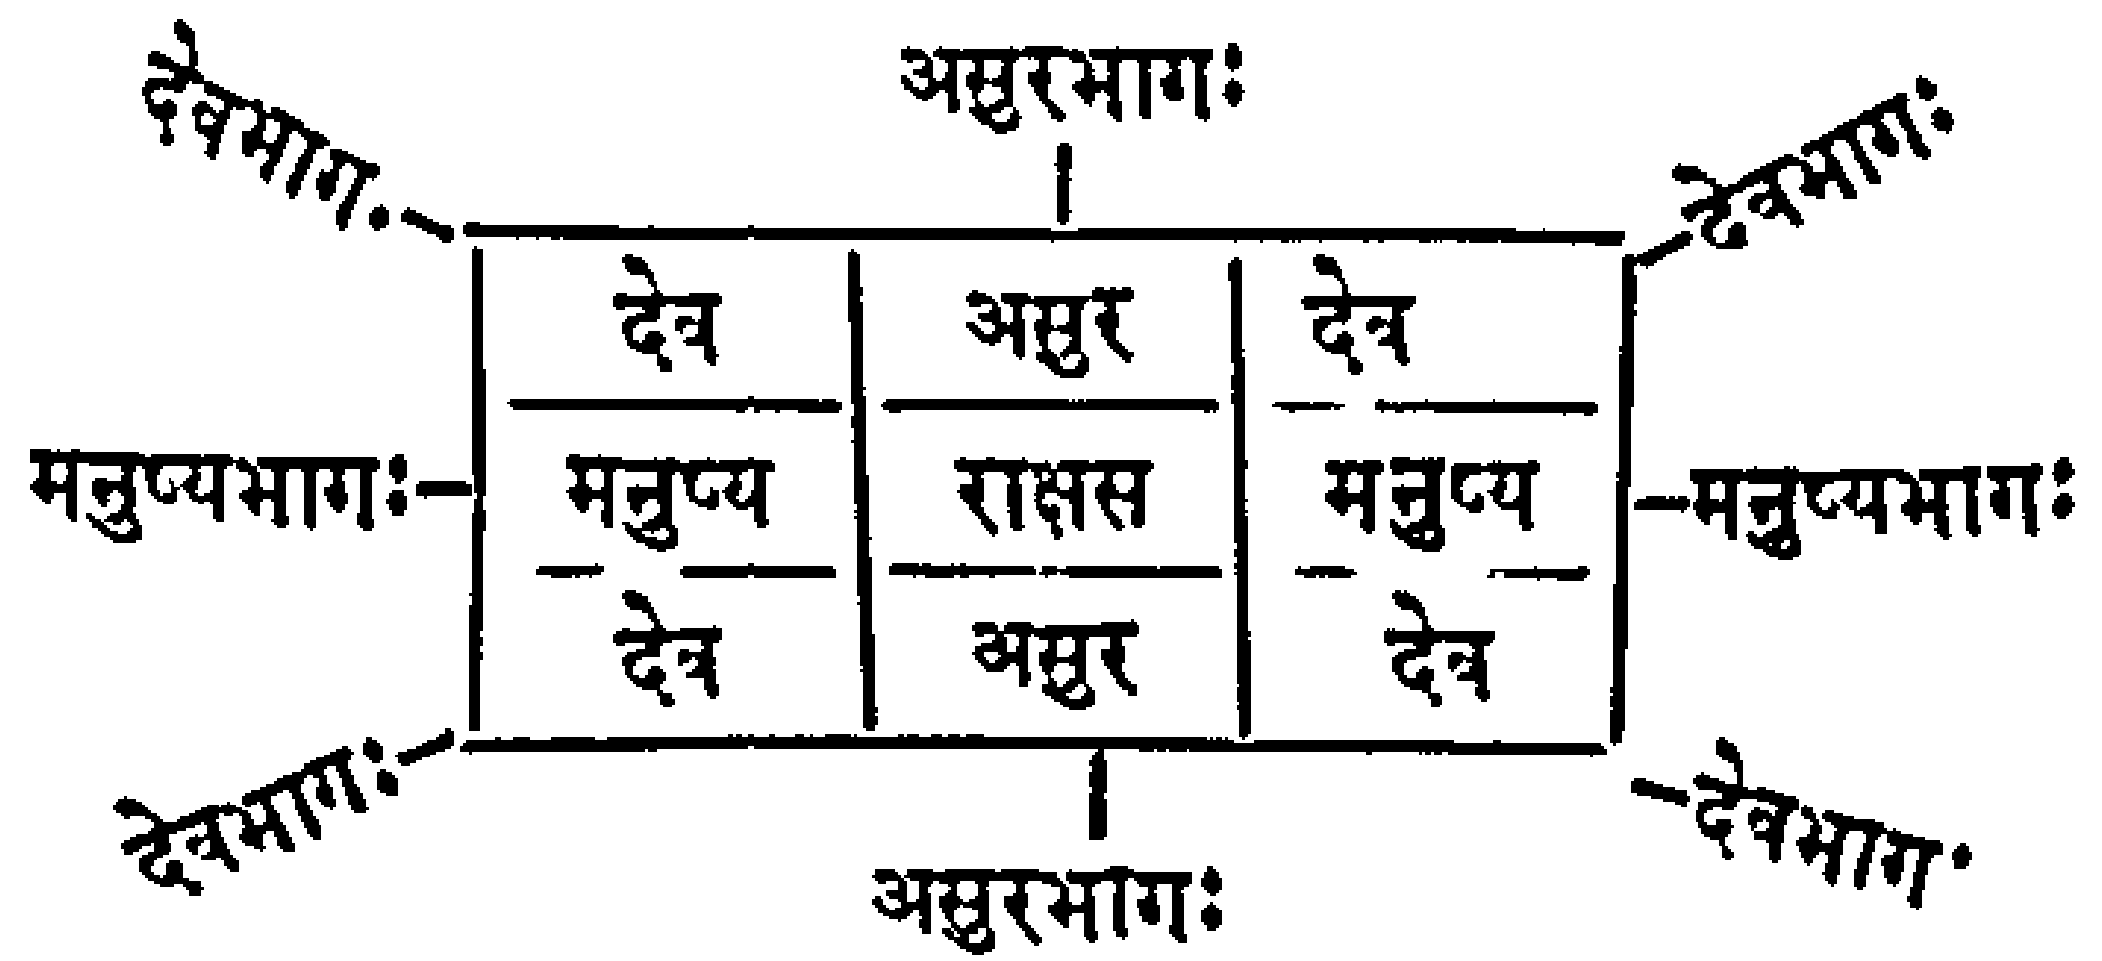 देवभागः
असुरभागः
देवभागः
देव असुर देव
मनुष्यभागः मनुष्य राक्षस मनुष्य मनुष्यभागः
देव असुर देव
देवभागः
असुरभागः
देवभागः